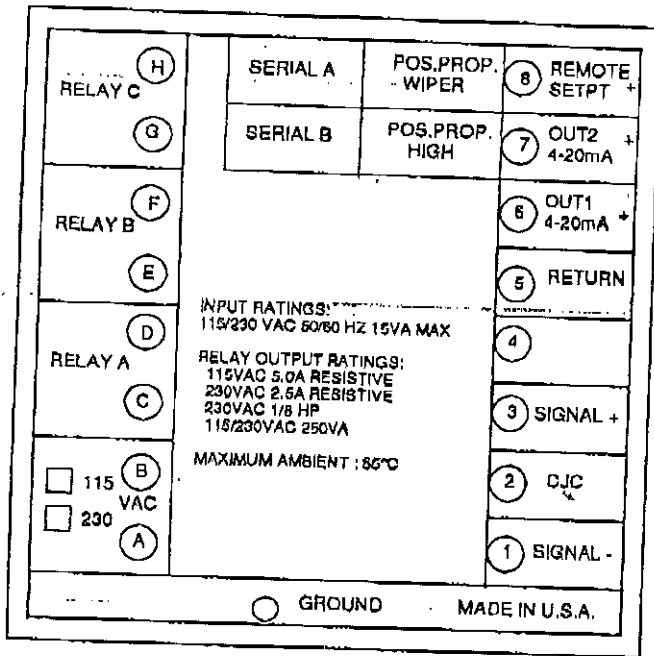 H
RELAY C
G
SERIAL A
POS.PROP.
WIPER
8 REMOTE +
SETPT
SERIAL B
POS.PROP.
HIGH
7 OUT2 +
4-20mA
F
RELAY B
E
6 OUT1 +
4-20mA
5 RETURN
D
RELAY A
C
INPUT RATINGS:
115/230 VAC 50/60 HZ 15VA MAX
RELAY OUTPUT RATINGS:
115VAC 5.0A RESISTIVE
230VAC 2.5A RESISTIVE
230VAC 1/8 HP
115/230VAC 250VA
MAXIMUM AMBIENT : 55°C
4
3 SIGNAL +
2 CJC
1 SIGNAL -
115 B
VAC
230
A
GROUND
MADE IN U.S.A.